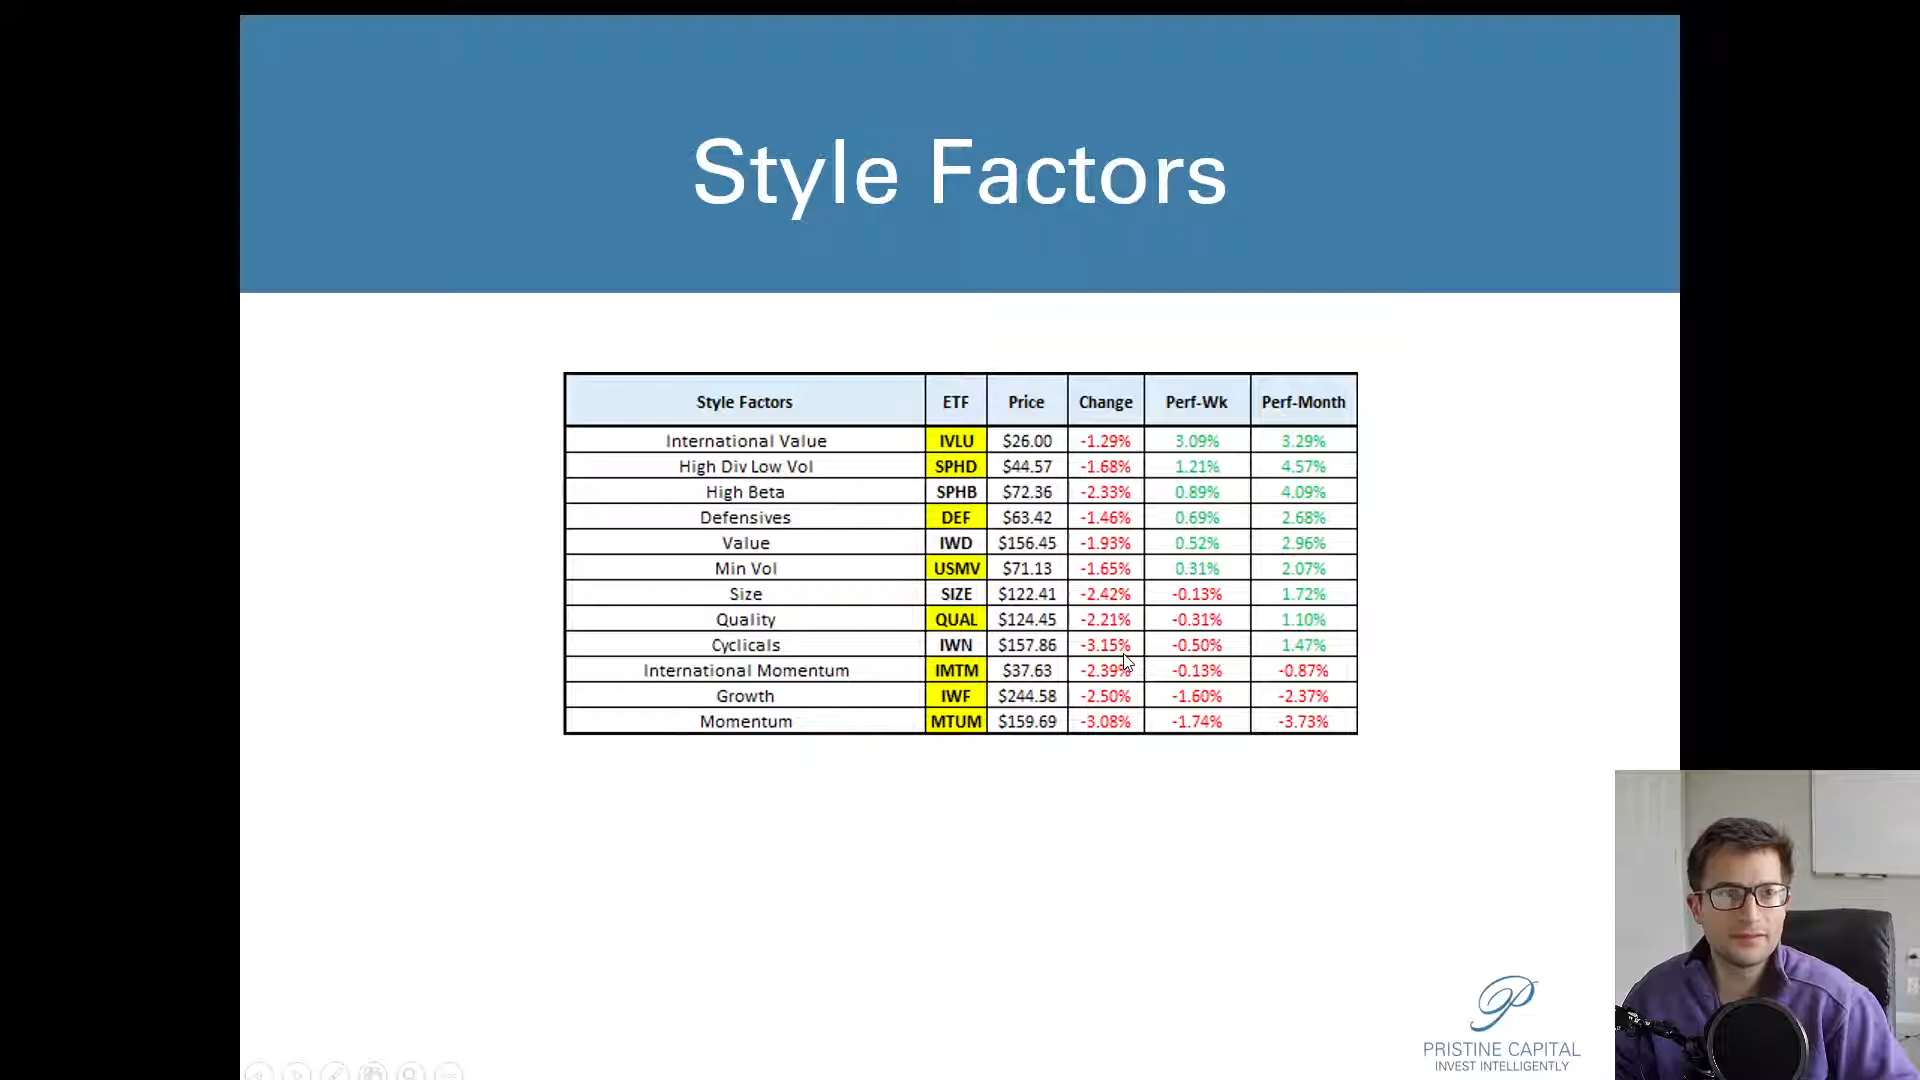 Style Factors
Style Factors ETF Price Change Perf-Wk Perf-Month
International Value IVLU $26.00 -1.29% 3.09% 3.29%
High Div Low Vol SPHD $44.57 -1.68% 1.21% 4.57%
High Beta SPHB $72.36 -2.33% 0.89% 4.09%
Defensives DEF $63.42 -1.46% 0.69% 2.68%
Value IWD $156.45 -1.93% 0.52% 2.96%
Min Vol USMV $71.13 -1.65% 0.31% 2.07%
Size SIZE $122.41 -2.42% -0.13% 1.72%
Quality QUAL $124.45 -2.21% -0.31% 1.10%
Cyclicals IWN $157.86 -3.15% -0.50% 1.47%
International Momentum IMTM $37.63 -2.39% -0.13% -0.87%
Growth IWF $244.58 -2.50% -1.60% -2.37%
Momentum MTUM $159.69 -3.08% -1.74% -3.73%
PRISTINE CAPITAL
INVEST INTELLIGENTLY